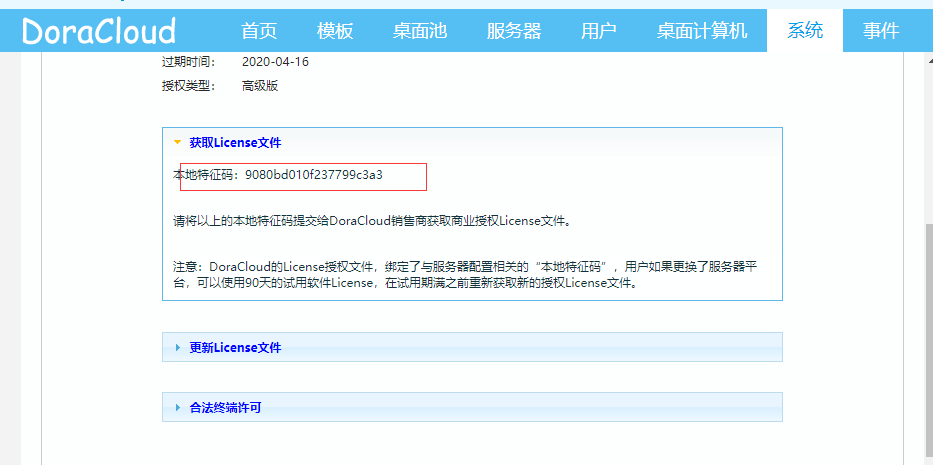 DoraCloud 首页 模板 桌面池 服务器 用户 桌面计算机 系统 事件
过期时间： 2020-04-16
授权类型： 高级版
获取License文件
本地特征码：9080bd010f237799c3a3
请将以上的本地特征码提交给DoraCloud销售商获取商业授权License文件。
注意：DoraCloud的License授权文件，绑定了与服务器配置相关的“本地特征码”，用户如果更换了服务器平
台，可以使用90天的试用软件License，在试用期满之前重新获取新的授权License文件。
更新License文件
合法终端许可